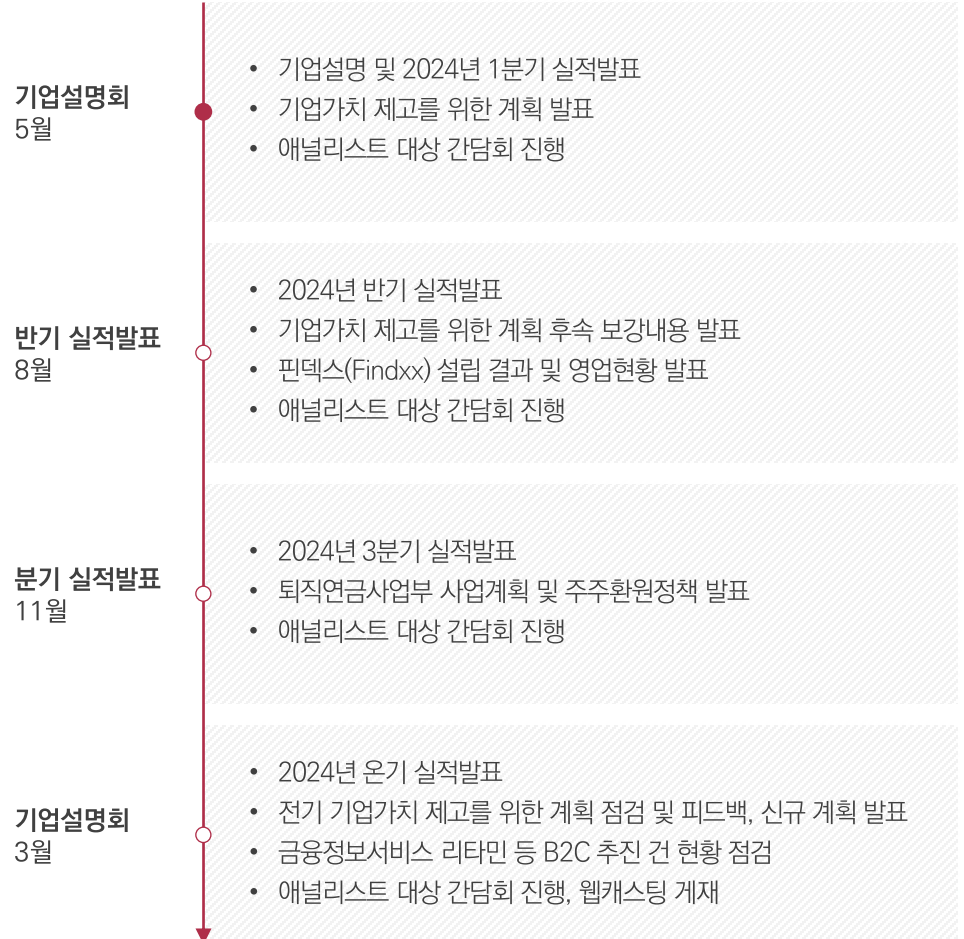 기업설명회
5월
• 기업설명 및 2024년 1분기 실적발표
• 기업가치 제고를 위한 계획 발표
• 애널리스트 대상 간담회 진행
반기 실적발표
8월
• 2024년 반기 실적발표
• 기업가치 제고를 위한 계획 후속 보강내용 발표
• 핀덱스(Findxx) 설립 결과 및 영업현황 발표
• 애널리스트 대상 간담회 진행
분기 실적발표
11월
• 2024년 3분기 실적발표
• 퇴직연금사업부 사업계획 및 주주환원정책 발표
• 애널리스트 대상 간담회 진행
기업설명회
3월
• 2024년 온기 실적발표
• 전기 기업가치 제고를 위한 계획 점검 및 피드백, 신규 계획 발표
• 금융정보서비스 리타민 등 B2C 추진 건 현황 점검
• 애널리스트 대상 간담회 진행, 웹캐스팅 게재